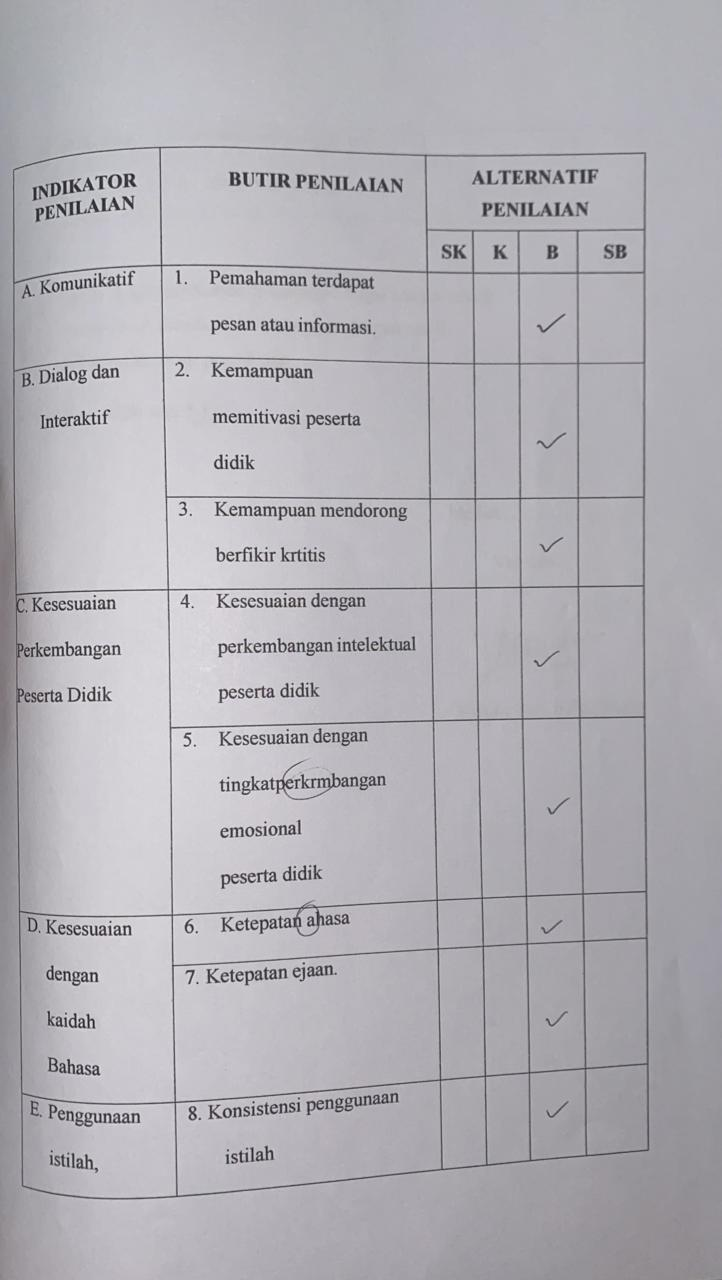 INDIKATOR PENILAIAN
BUTIR PENILAIAN
ALTERNATIF PENILAIAN
SK K B SB
A. Komunikatif
1. Pemahaman terdapat
pesan atau informasi.
✓
B. Dialog dan
Interaktif
2. Kemampuan
memitivasi peserta
didik
✓
3. Kemampuan mendorong
berfikir krtitis
✓
C. Kesesuaian
Perkembangan
Peserta Didik
4. Kesesuaian dengan
perkembangan intelektual
peserta didik
✓
5. Kesesuaian dengan
tingkatperkrmbangan
emosional
peserta didik
✓
D. Kesesuaian
dengan
kaidah
Bahasa
6. Ketepatan ahasa
✓
7. Ketepatan ejaan.
✓
E. Penggunaan
istilah,
8. Konsistensi penggunaan
istilah
✓